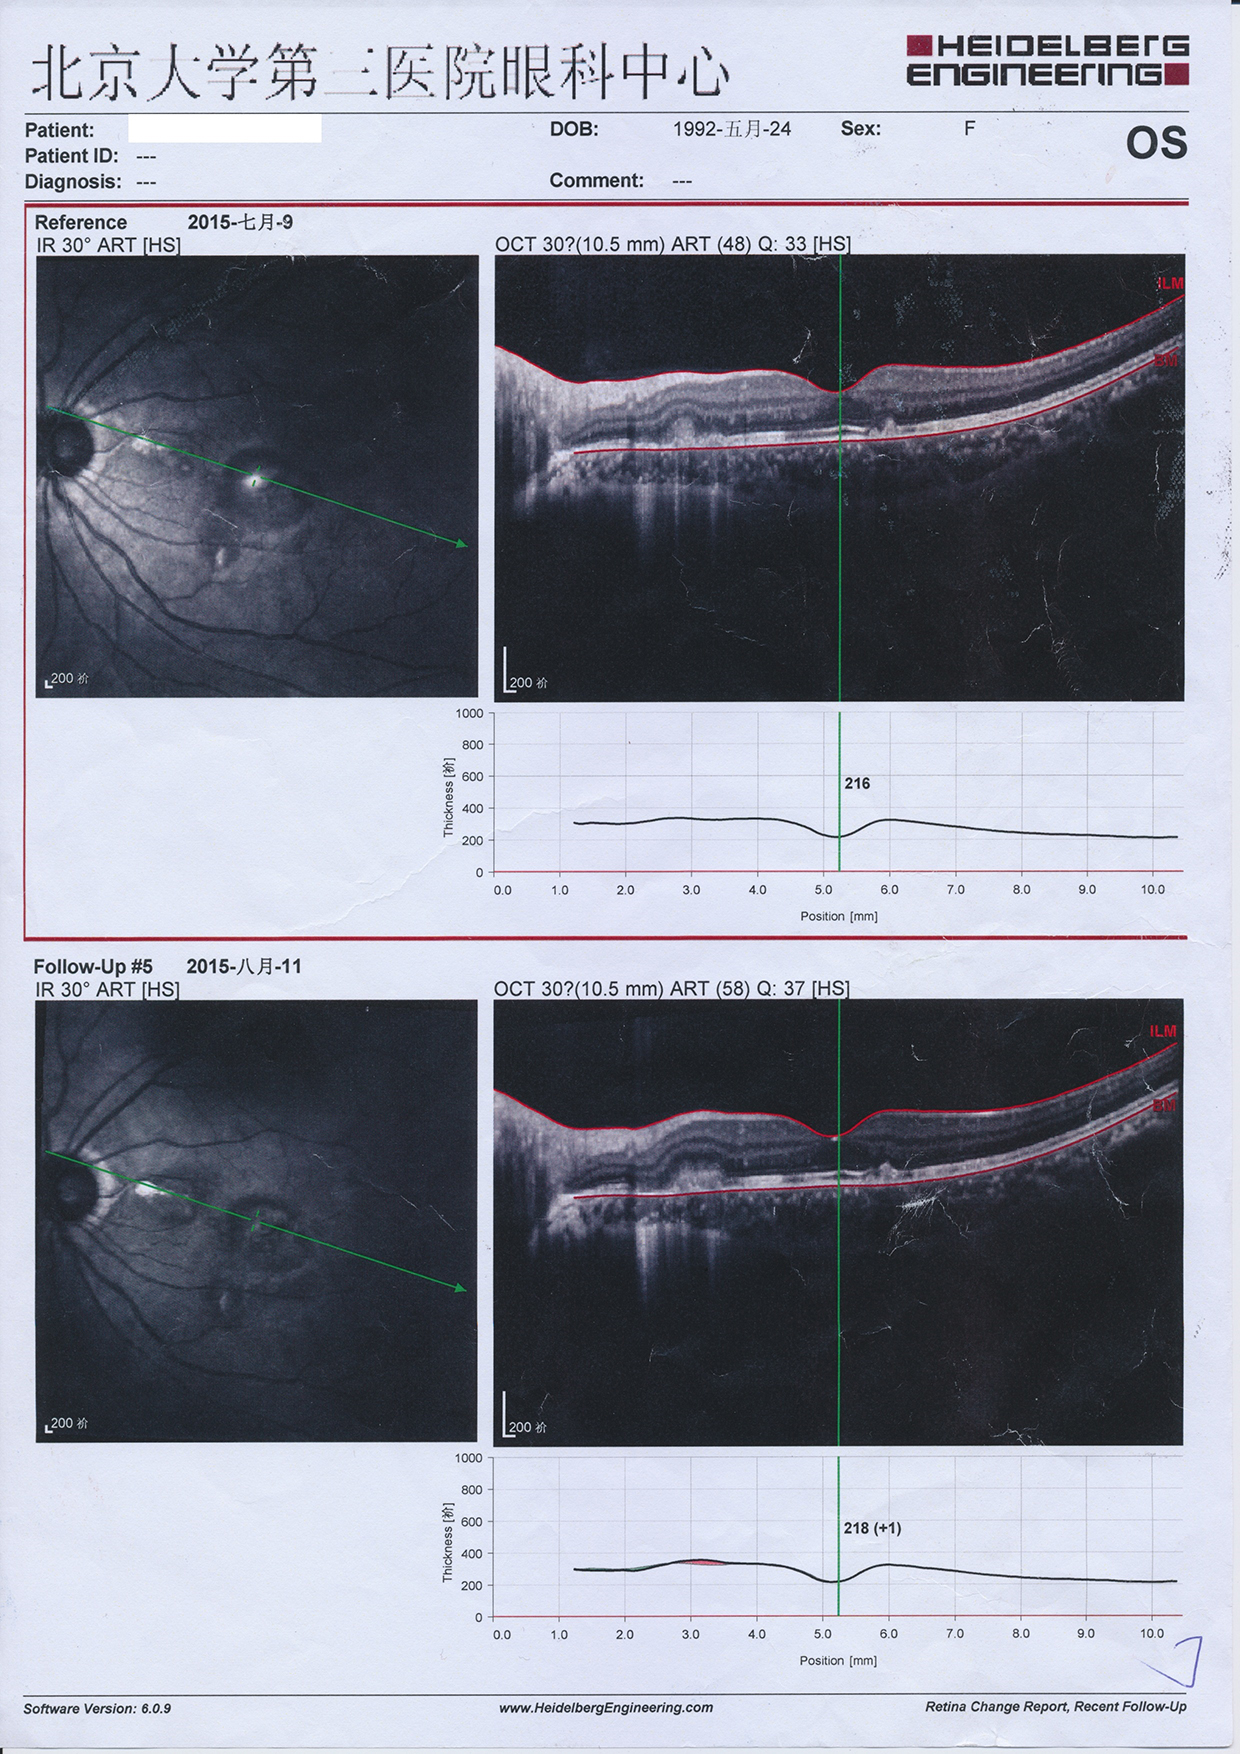 北京大学第三医院眼科中心
HEIDELBERG
ENGINEERING
Patient:
DOB: 1992-五月-24 Sex: F
OS
Patient ID: ---
Diagnosis: --- Comment: ---
Reference 2015-七月-9
IR 30° ART [HS] OCT 30?(10.5 mm) ART (48) Q: 33 [HS]
ILM
BM
200 祄
200 祄
1000
800
600
400
200
0
Thickness [祄]
216
0.0 1.0 2.0 3.0 4.0 5.0 6.0 7.0 8.0 9.0 10.0
Position [mm]
Follow-Up #5 2015-八月-11
IR 30° ART [HS] OCT 30?(10.5 mm) ART (58) Q: 37 [HS]
ILM
BM
200 祄
200 祄
1000
800
600
400
200
0
Thickness [祄]
218 (+1)
0.0 1.0 2.0 3.0 4.0 5.0 6.0 7.0 8.0 9.0 10.0
Position [mm]
Software Version: 6.0.9 www.HeidelbergEngineering.com Retina Change Report, Recent Follow-Up